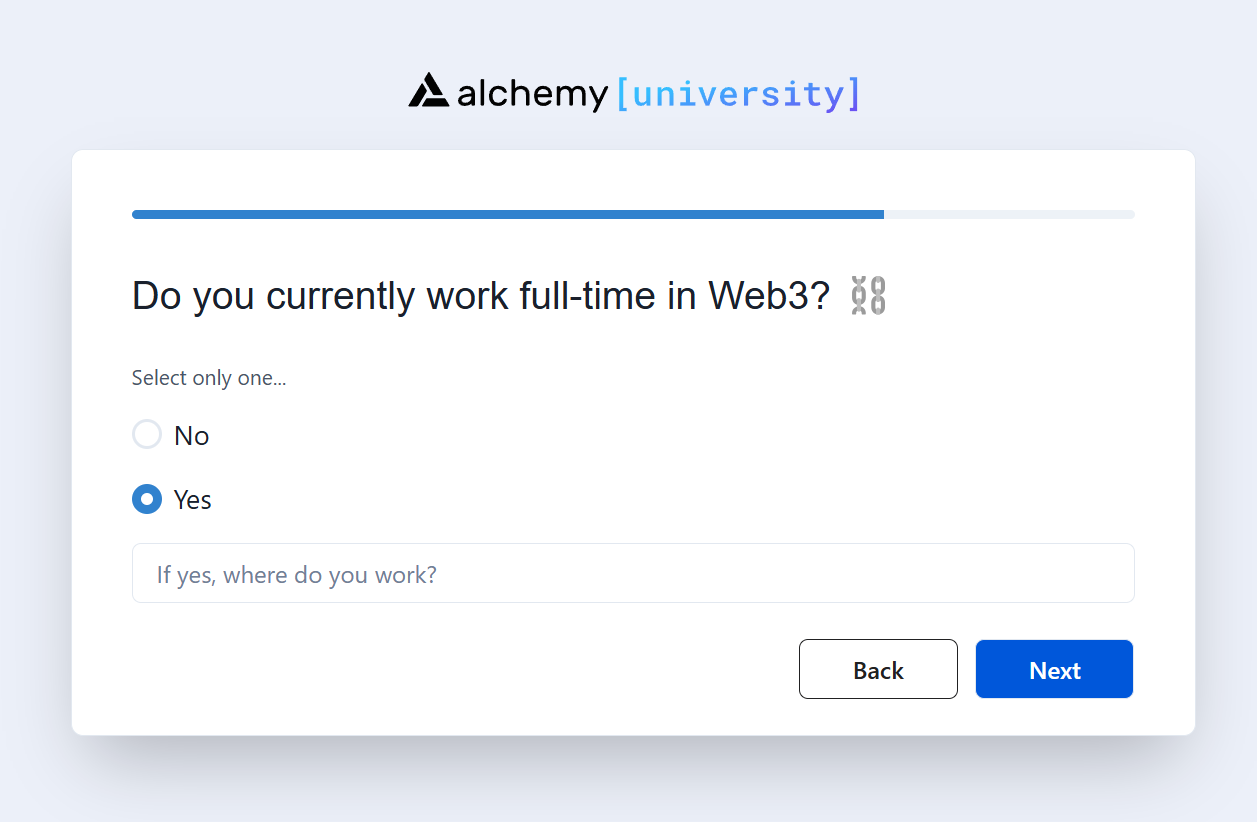 alchemy [university]
Do you currently work full-time in Web3? ⛓
Select only one...
No
Yes
If yes, where do you work?
Back
Next